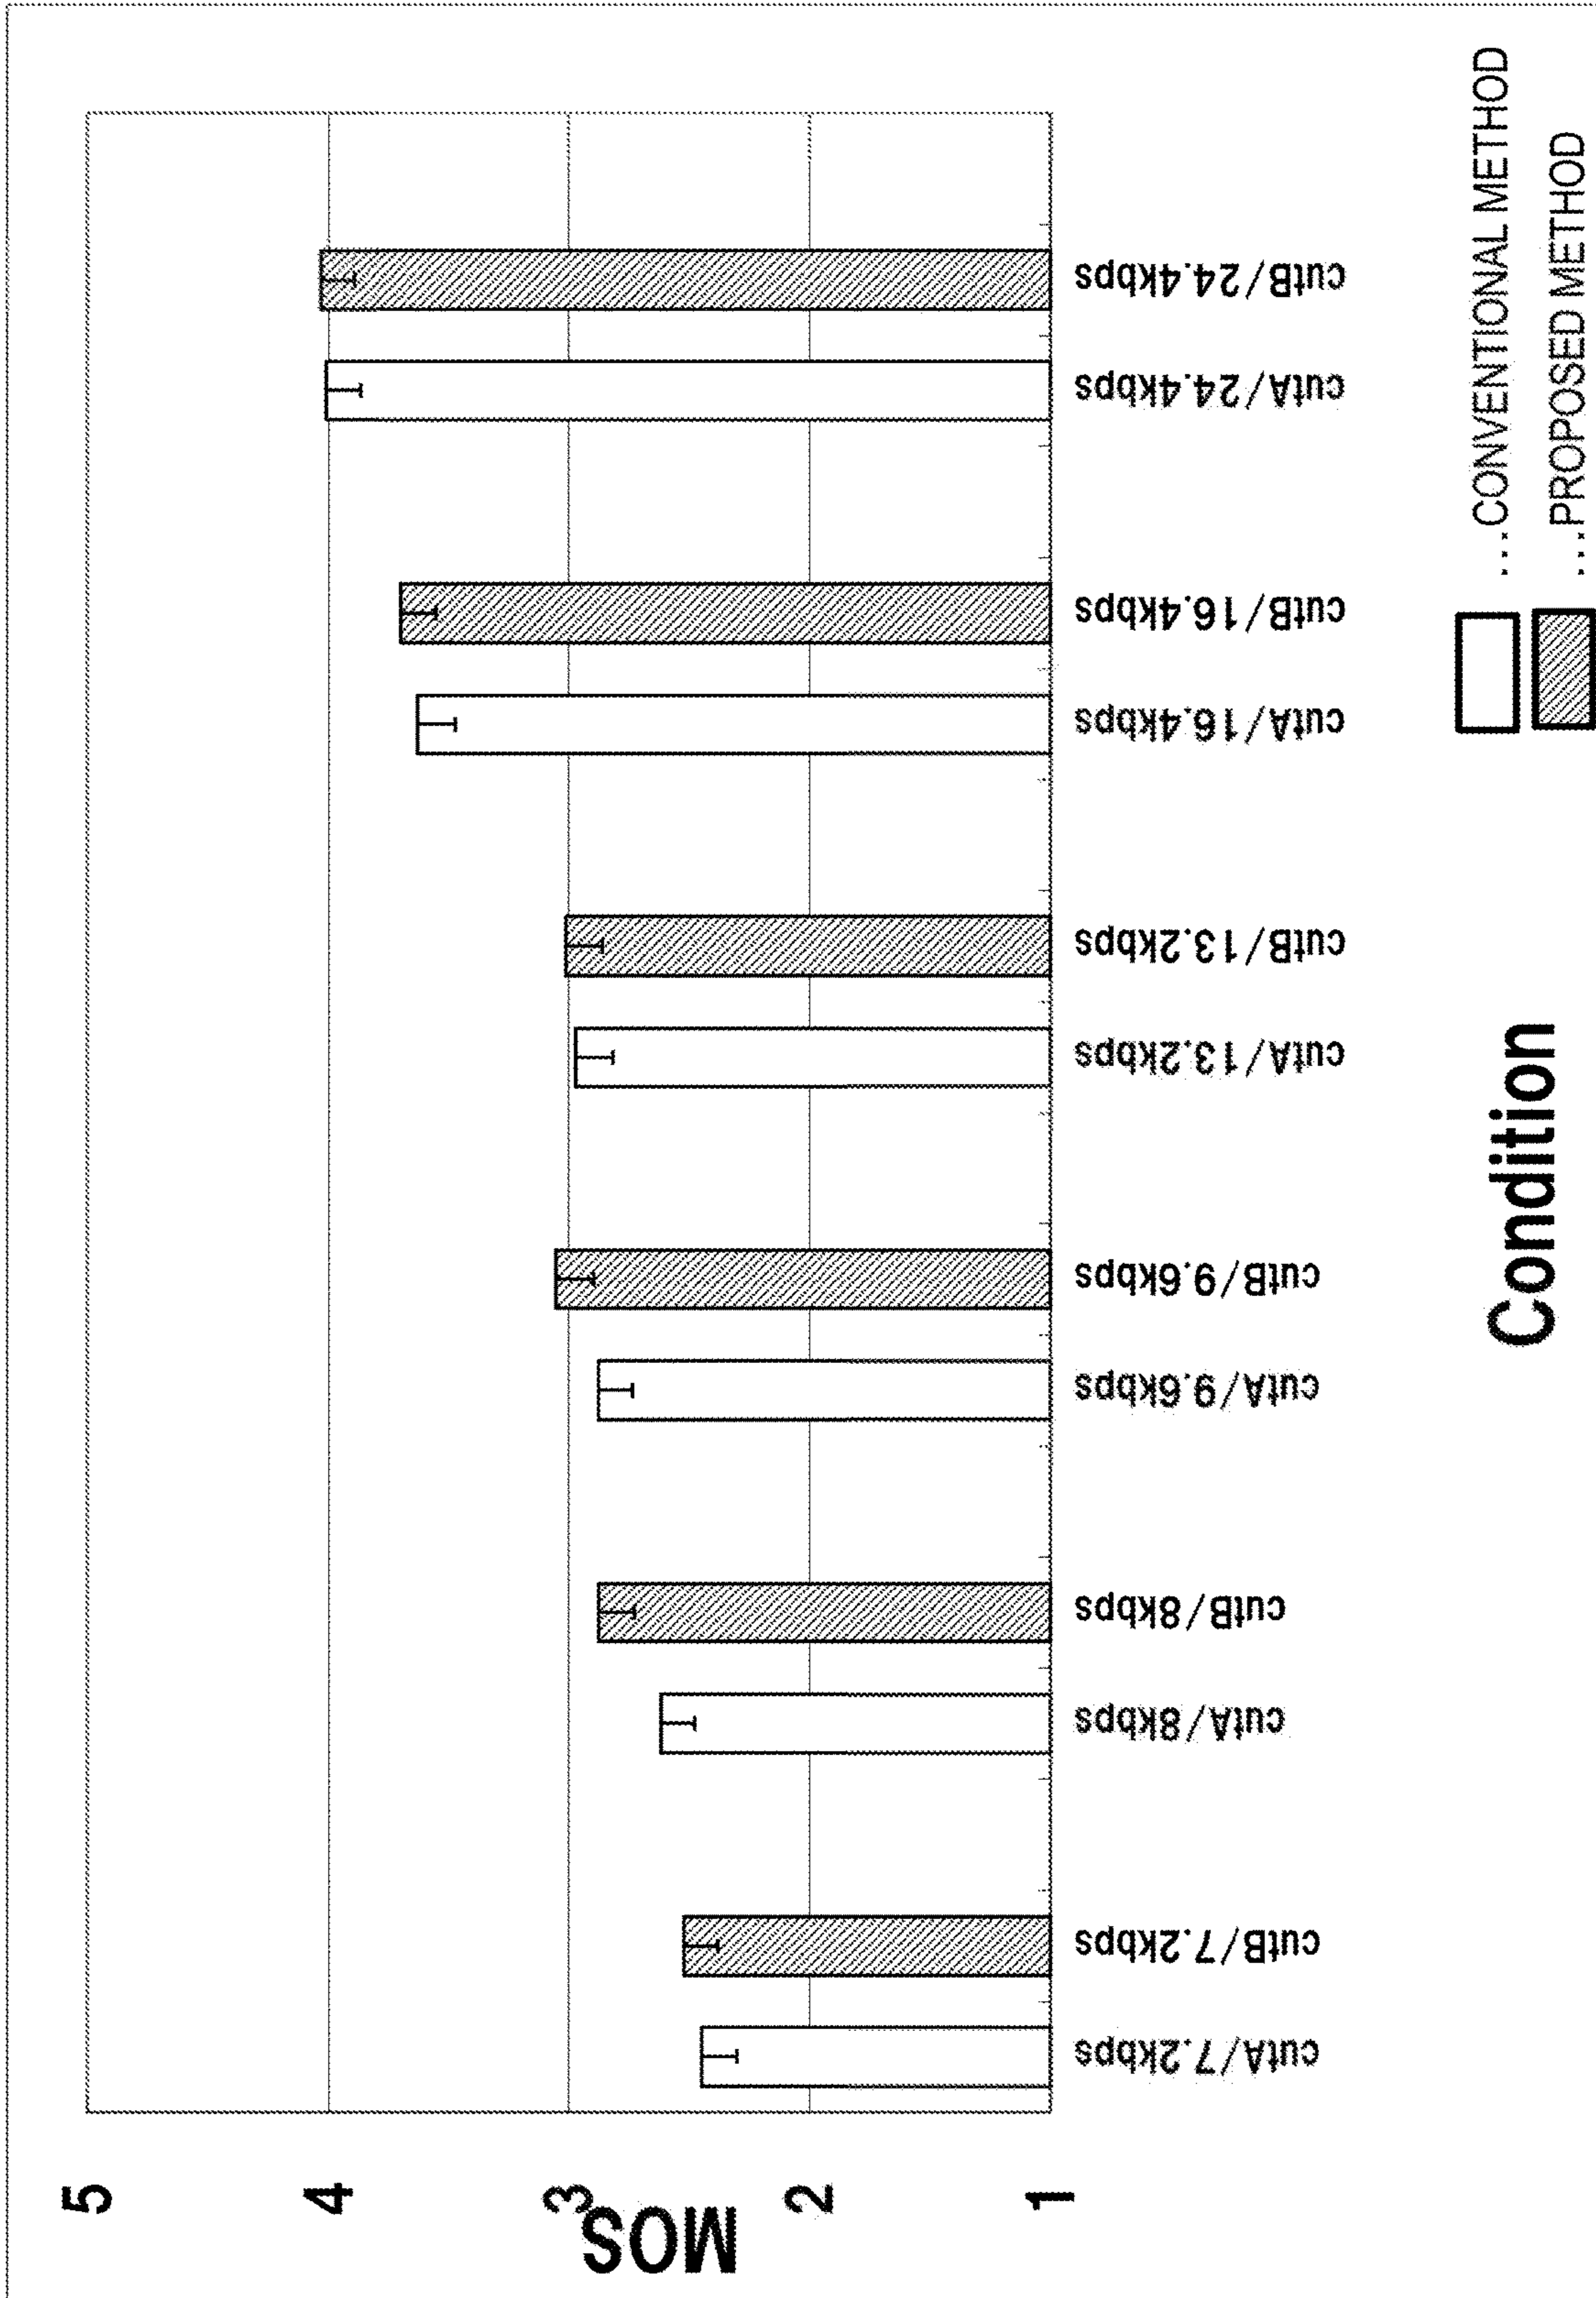 5
4
3
2
1
MOS
cutA/7.2kbps
cutB/7.2kbps
cutA/8kbps
cutB/8kbps
cutA/9.6kbps
cutB/9.6kbps
cutA/13.2kbps
cutB/13.2kbps
cutA/16.4kbps
cutB/16.4kbps
cutA/24.4kbps
cutB/24.4kbps
Condition
...CONVENTIONAL METHOD
...PROPOSED METHOD